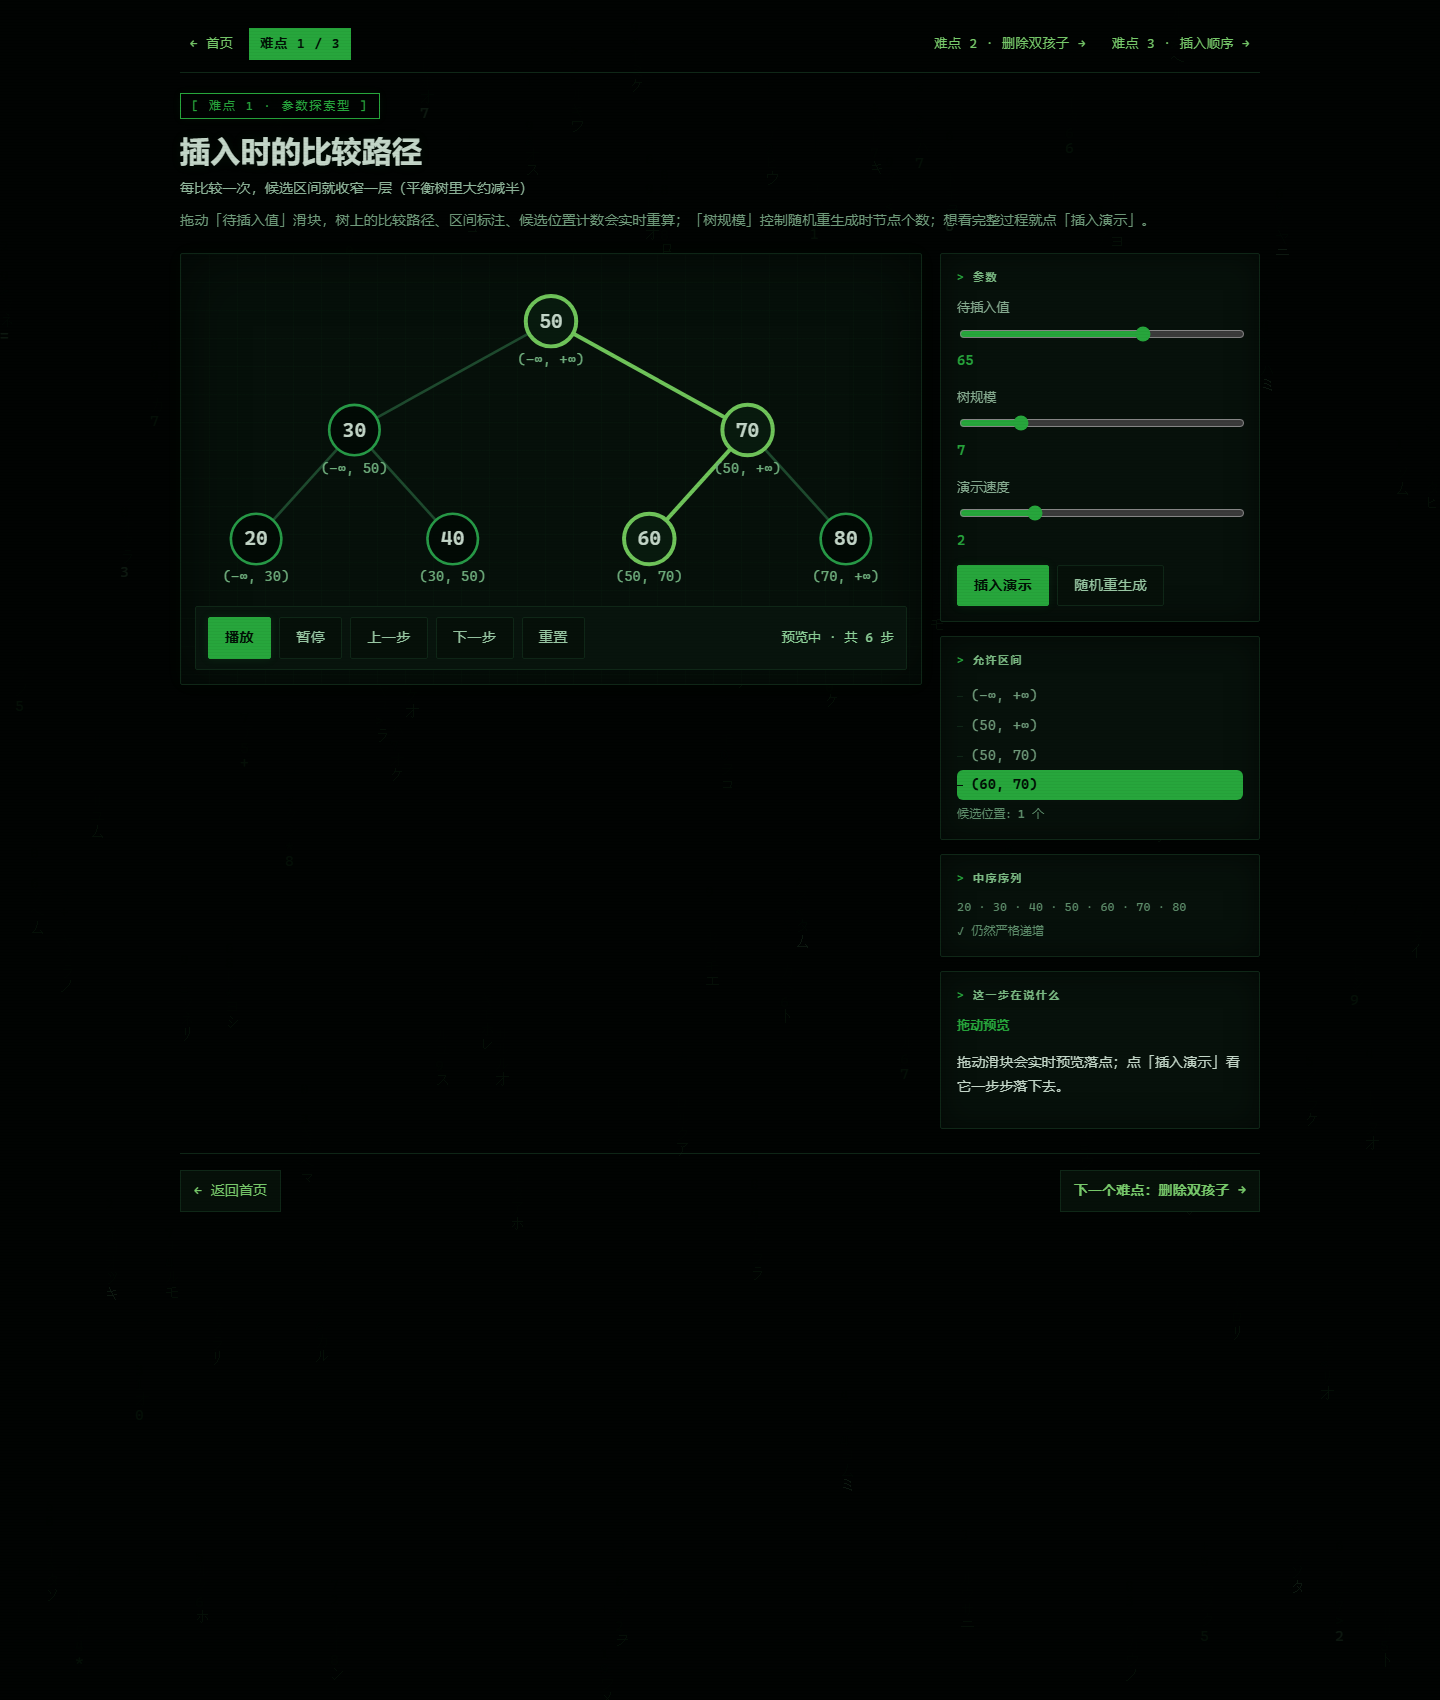 ← 首页
难点 1 / 3
难点 2 · 删除双孩子 →
难点 3 · 插入顺序 →
[ 难点 1 · 参数探索型 ]
插入时的比较路径
每比较一次，候选区间就收窄一层（平衡树里大约减半）
拖动「待插入值」滑块，树上的比较路径、区间标注、候选位置计数会实时重算；「树规模」控制随机重生成时节点个数；想看完整过程就点「插入演示」。
50
(−∞, +∞)
30
(−∞, 50)
70
(50, +∞)
20
(−∞, 30)
40
(30, 50)
60
(50, 70)
80
(70, +∞)
播放
暂停
上一步
下一步
重置
预览中 · 共 6 步
> 参数
待插入值
65
树规模
7
演示速度
2
插入演示
随机重生成
> 允许区间
— (−∞, +∞)
— (50, +∞)
— (50, 70)
— (60, 70)
候选位置: 1 个
> 中序序列
20 · 30 · 40 · 50 · 60 · 70 · 80
✓ 仍然严格递增
> 这一步在说什么
拖动预览
拖动滑块会实时预览落点；点「插入演示」看
它一步步落下去。
← 返回首页
下一个难点: 删除双孩子 →